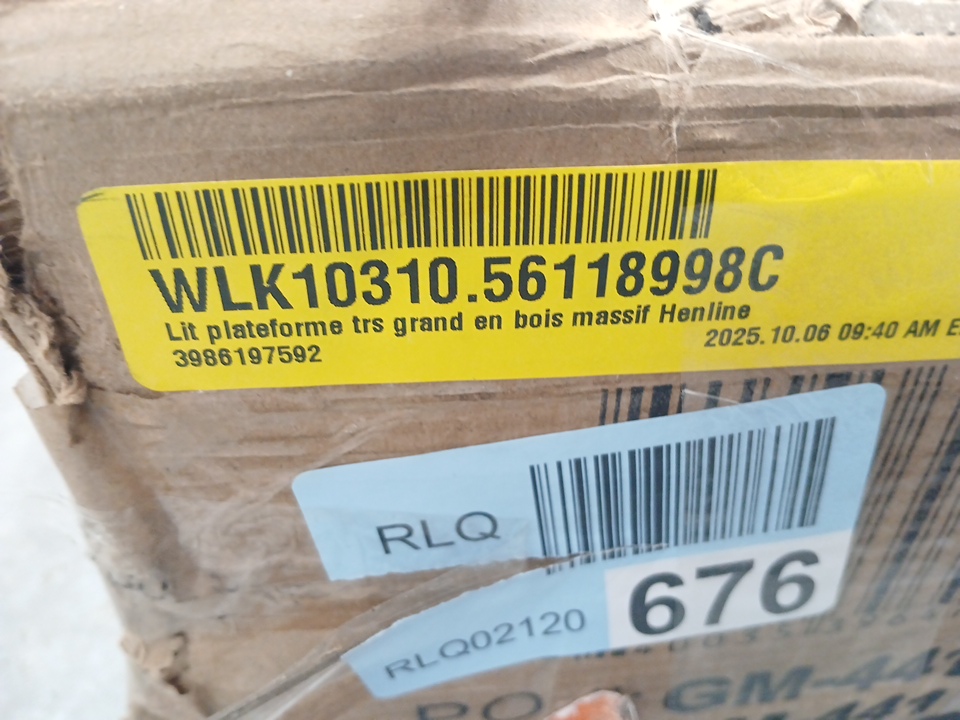 WLK10310.56118998C
Lit plateforme trs grand en bois massif Henline
3986197592
2025.10.06 09:40 AM
RLQ
RLQ02120
676